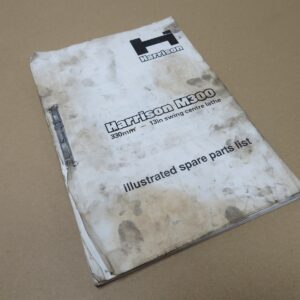 Harrison
Harrison M300
330mm — 13in swing centre lathe
illustrated spare parts list